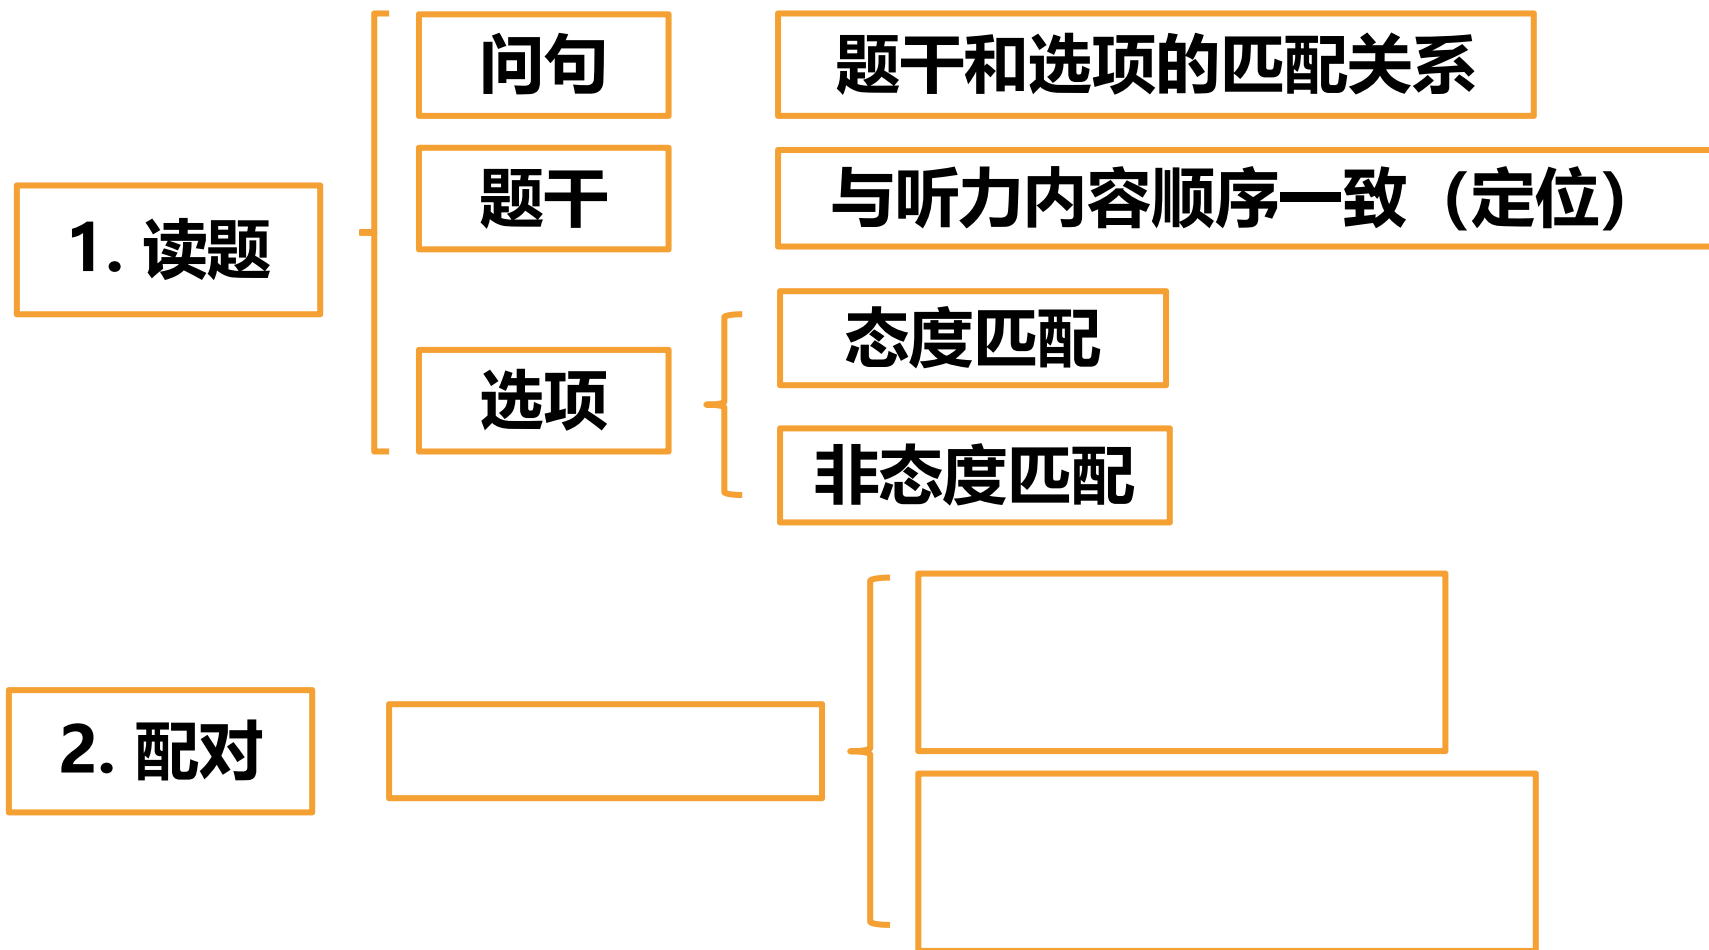 问句
题干和选项的匹配关系
题干
与听力内容顺序一致（定位）
1. 读题
选项
态度匹配
非态度匹配
2. 配对